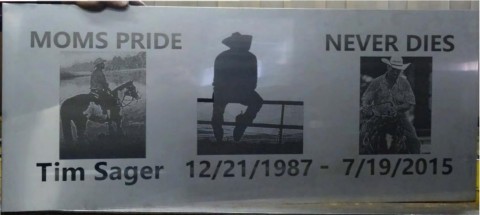 MOMS PRIDE NEVER DIES
Tim Sager 12/21/1987 - 7/19/2015